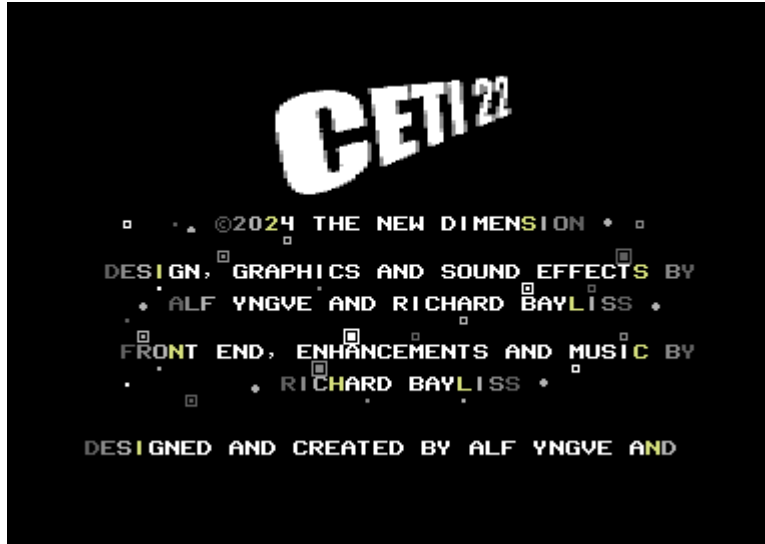 CETI 22
©2024 THE NEW DIMENSION
DESIGN, GRAPHICS AND SOUND EFFECTS BY
ALF YNGVE AND RICHARD BAYLISS
FRONT END, ENHANCEMENTS AND MUSIC BY
RICHARD BAYLISS
DESIGNED AND CREATED BY ALF YNGVE AND